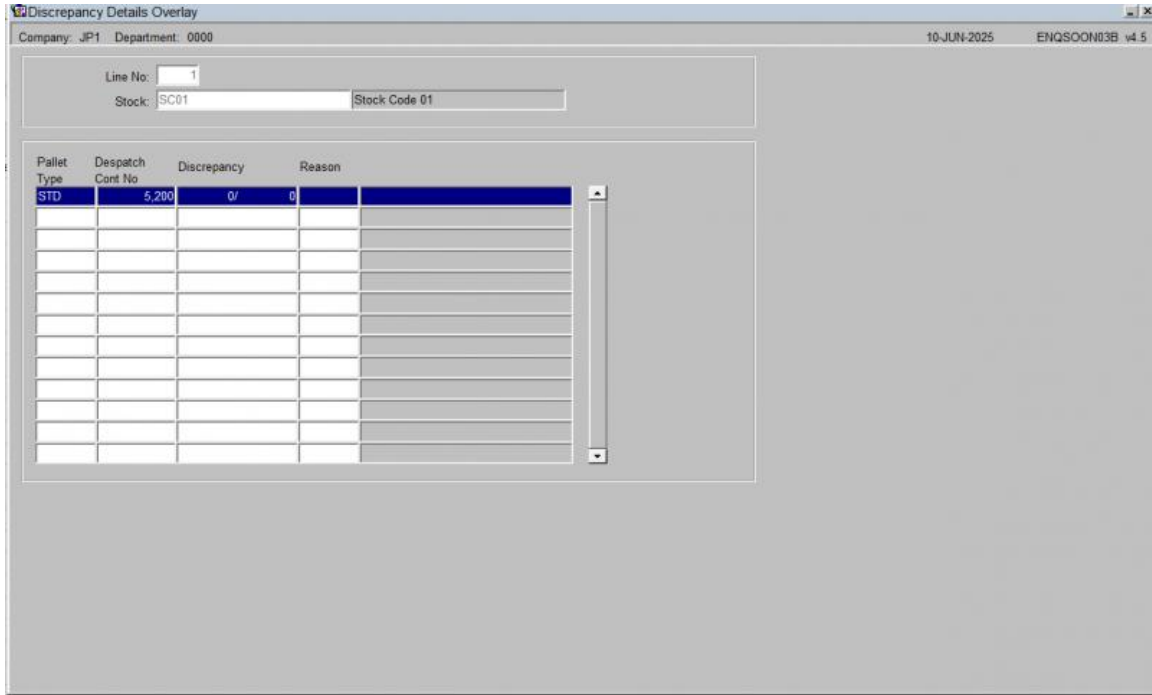 Discrepancy Details Overlay
Company: JP1 Department: 0000 10-JUN-2025 ENQSOON03B v4.5
Line No: 1
Stock: SC01 Stock Code 01
Pallet Despatch Discrepancy Reason
Type Cont No
STD 5,200 0/ 0